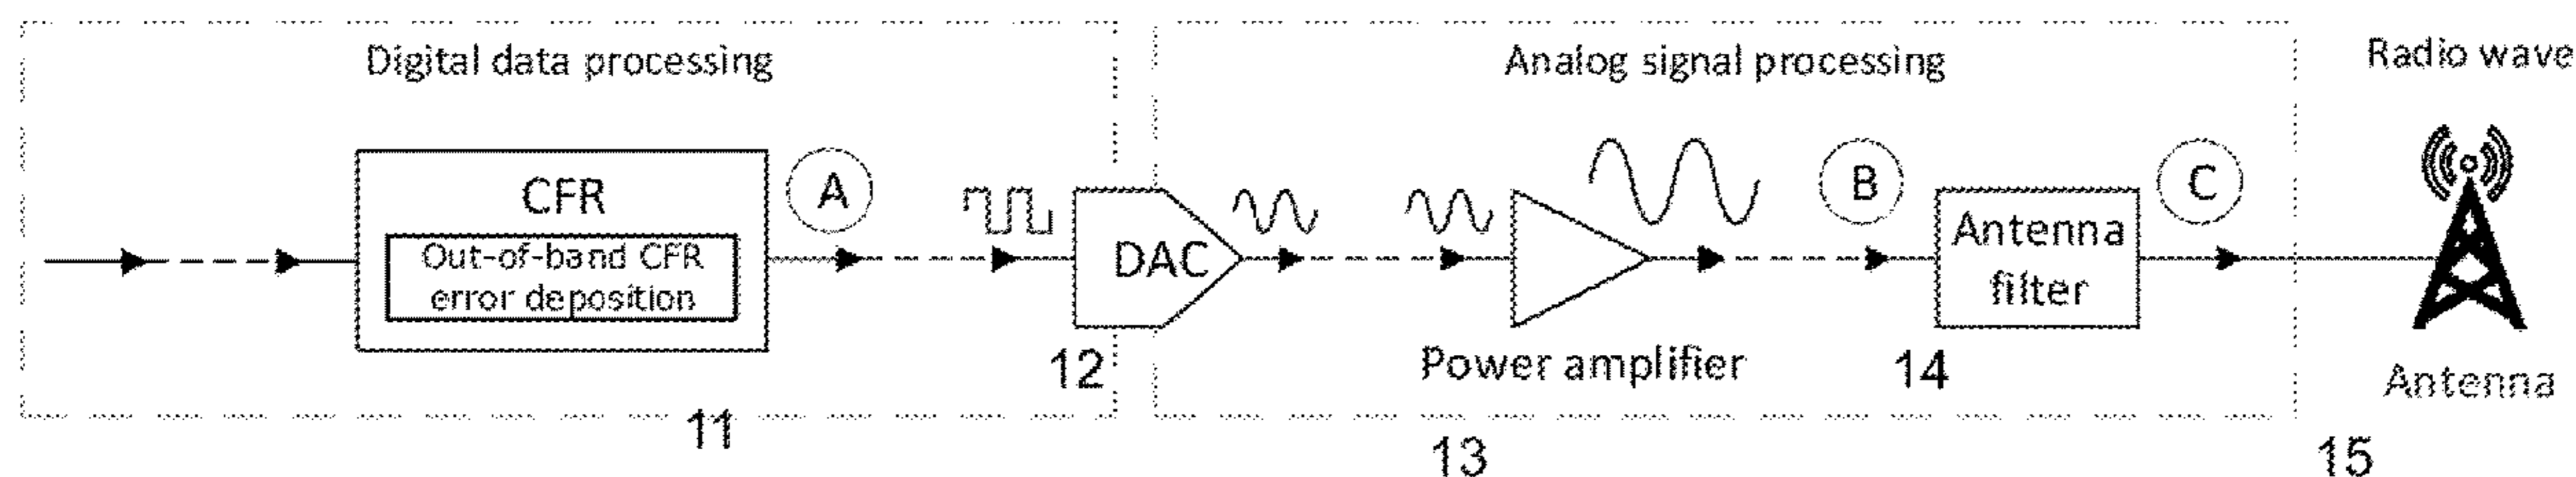 Digital data processing
Analog signal processing
Radio wave
CFR
Out-of-band CFR
error deposition
A
DAC
B
Antenna
filter
C
Power amplifier
Antenna
11
12
13
14
15